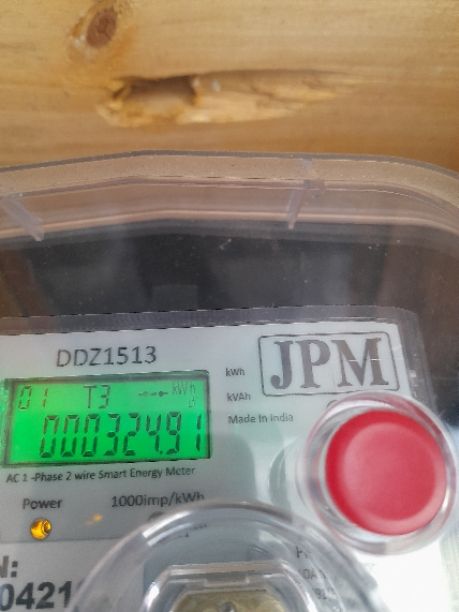 DDZ1513
JPM
kWh
kVAh
Made In India
01 T3 kWh
000324.91
AC 1 -Phase 2 wire Smart Energy Meter
Power 1000imp/kWh
N:
0421